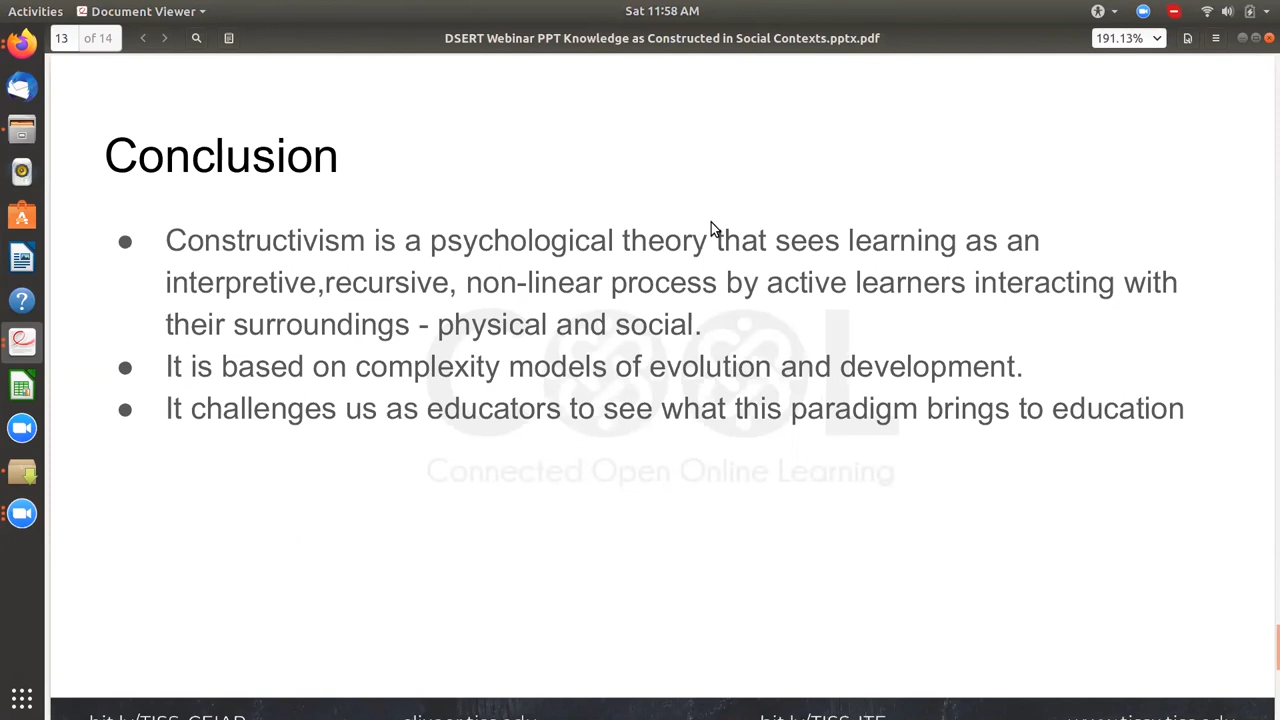 Activities Document Viewer Sat 11:58 AM
13 of 14 DSERT Webinar PPT Knowledge as Constructed in Social Contexts.pptx.pdf 191.13%
Conclusion
● Constructivism is a psychological theory that sees learning as an
interpretive,recursive, non-linear process by active learners interacting with
their surroundings - physical and social.
● It is based on complexity models of evolution and development.
● It challenges us as educators to see what this paradigm brings to education
COOL
Connected Open Online Learning